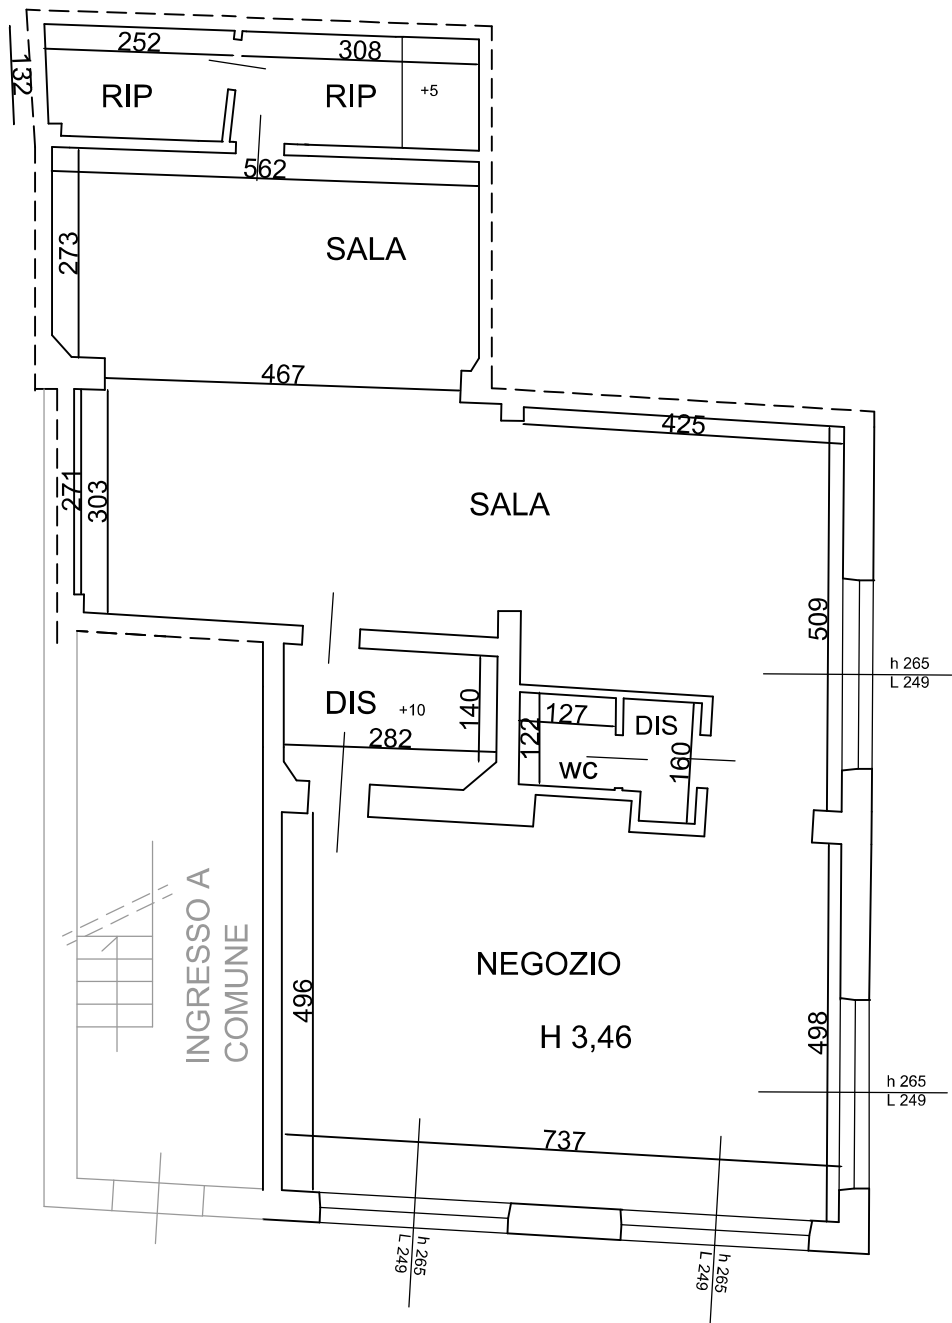 252
308
132
RIP
RIP
+5
562
273
SALA
467
425
271
303
SALA
509
h 265
L 249
DIS
+10
140
282
122
127
DIS
wc
160
INGRESSO A
COMUNE
NEGOZIO
H 3,46
496
498
h 265
L 249
737
h 265
L 249
h 265
L 249